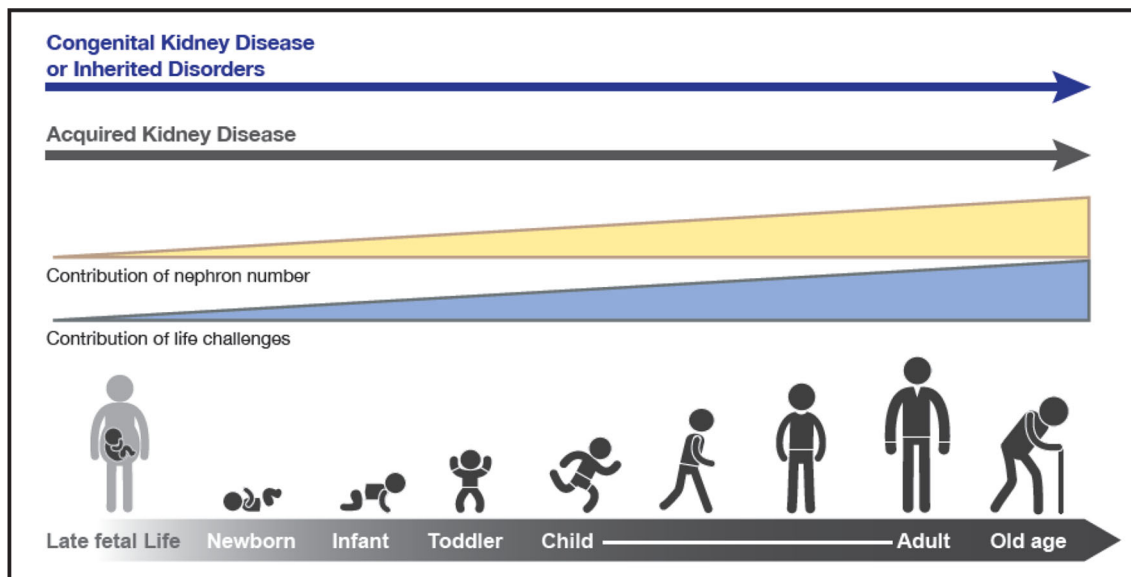 Congenital Kidney Disease
or Inherited Disorders
Acquired Kidney Disease
Contribution of nephron number
Contribution of life challenges
Late fetal Life Newborn Infant Toddler Child Adult Old age